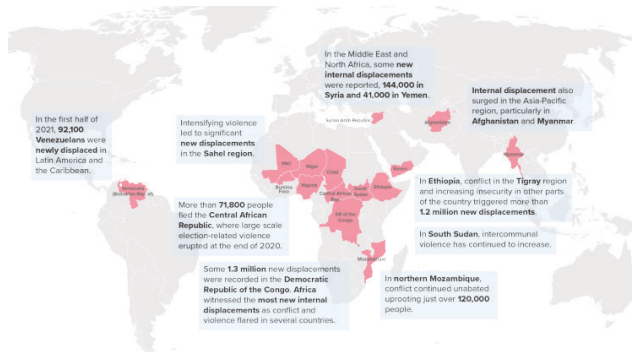 In the Middle East and
North Africa, some new
internal displacements
were reported, 144,000 in
Syria and 41,000 in Yemen.
Internal displacement also
surged in the Asia-Pacific
region, particularly in
Afghanistan and Myanmar.
In the first half of
2021, 92,100
Venezuelans were
newly displaced in
Latin America and
the Caribbean.
Intensifying violence
led to significant
new displacements
in the Sahel region.
Syrian Arab Republic
Afghanistan
Myanmar
Mali
Niger
Chad
Yemen
Burkina
Faso
Nigeria
Central African
Rep.
South
Sudan
Ethiopia
DR of the
Congo
Mozambique
Venezuela
In Ethiopia, conflict in the Tigray region
and increasing insecurity in other parts
of the country triggered more than
1.2 million new displacements.
In South Sudan, intercommunal
violence has continued to increase.
More than 71,800 people
fled the Central African
Republic, where large scale
election-related violence
erupted at the end of 2020.
Some 1.3 million new displacements
were recorded in the Democratic
Republic of the Congo. Africa
witnessed the most new internal
displacements as conflict and
violence flared in several countries.
In northern Mozambique,
conflict continued unabated
uprooting just over 120,000
people.